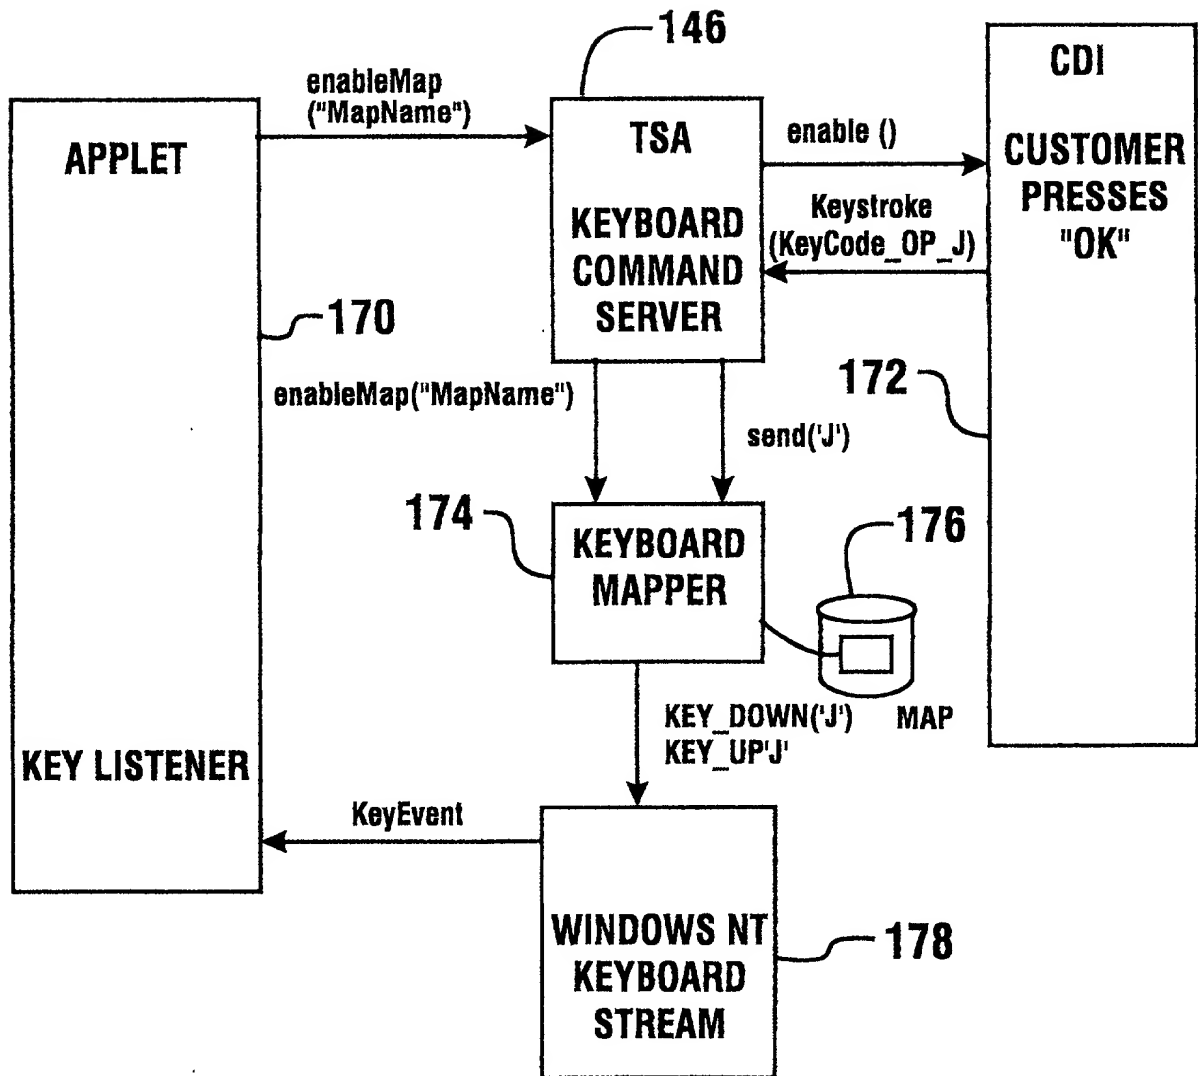 146
CDI
enableMap
("MapName")
APPLET
TSA
enable ()
CUSTOMER
PRESSES
"OK"
KEYBOARD
COMMAND
SERVER
Keystroke
(KeyCode_OP_J)
170
172
enableMap("MapName")
send('J')
174
KEYBOARD
MAPPER
176
KEY_DOWN('J')
KEY_UP'J'
MAP
KEY LISTENER
KeyEvent
WINDOWS NT
KEYBOARD
STREAM
178